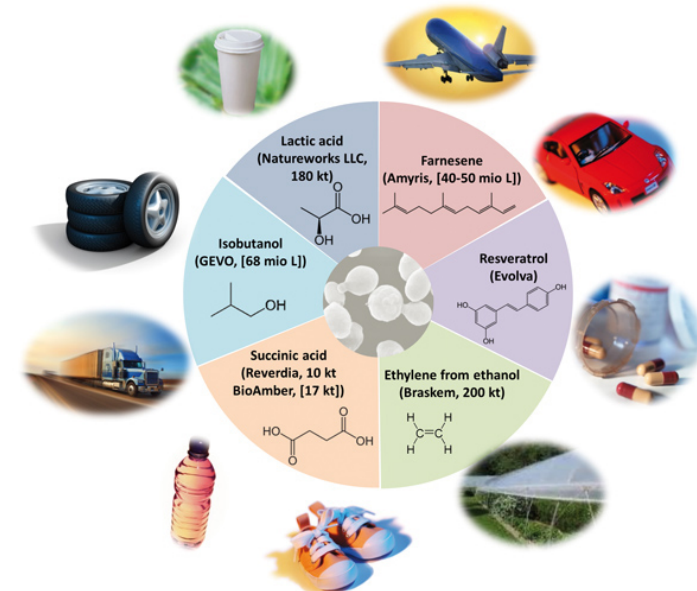 Lactic acid
(Natureworks LLC,
180 kt)
O
OH
OH
Farnesene
(Amyris, [40-50 mio L])
Isobutanol
(GEVO, [68 mio L])
OH
Resveratrol
(Evolva)
OH
HO
OH
Succinic acid
(Reverdia, 10 kt
BioAmber, [17 kt])
O
HO
OH
O
Ethylene from ethanol
(Braskem, 200 kt)
H H
C=C
H H